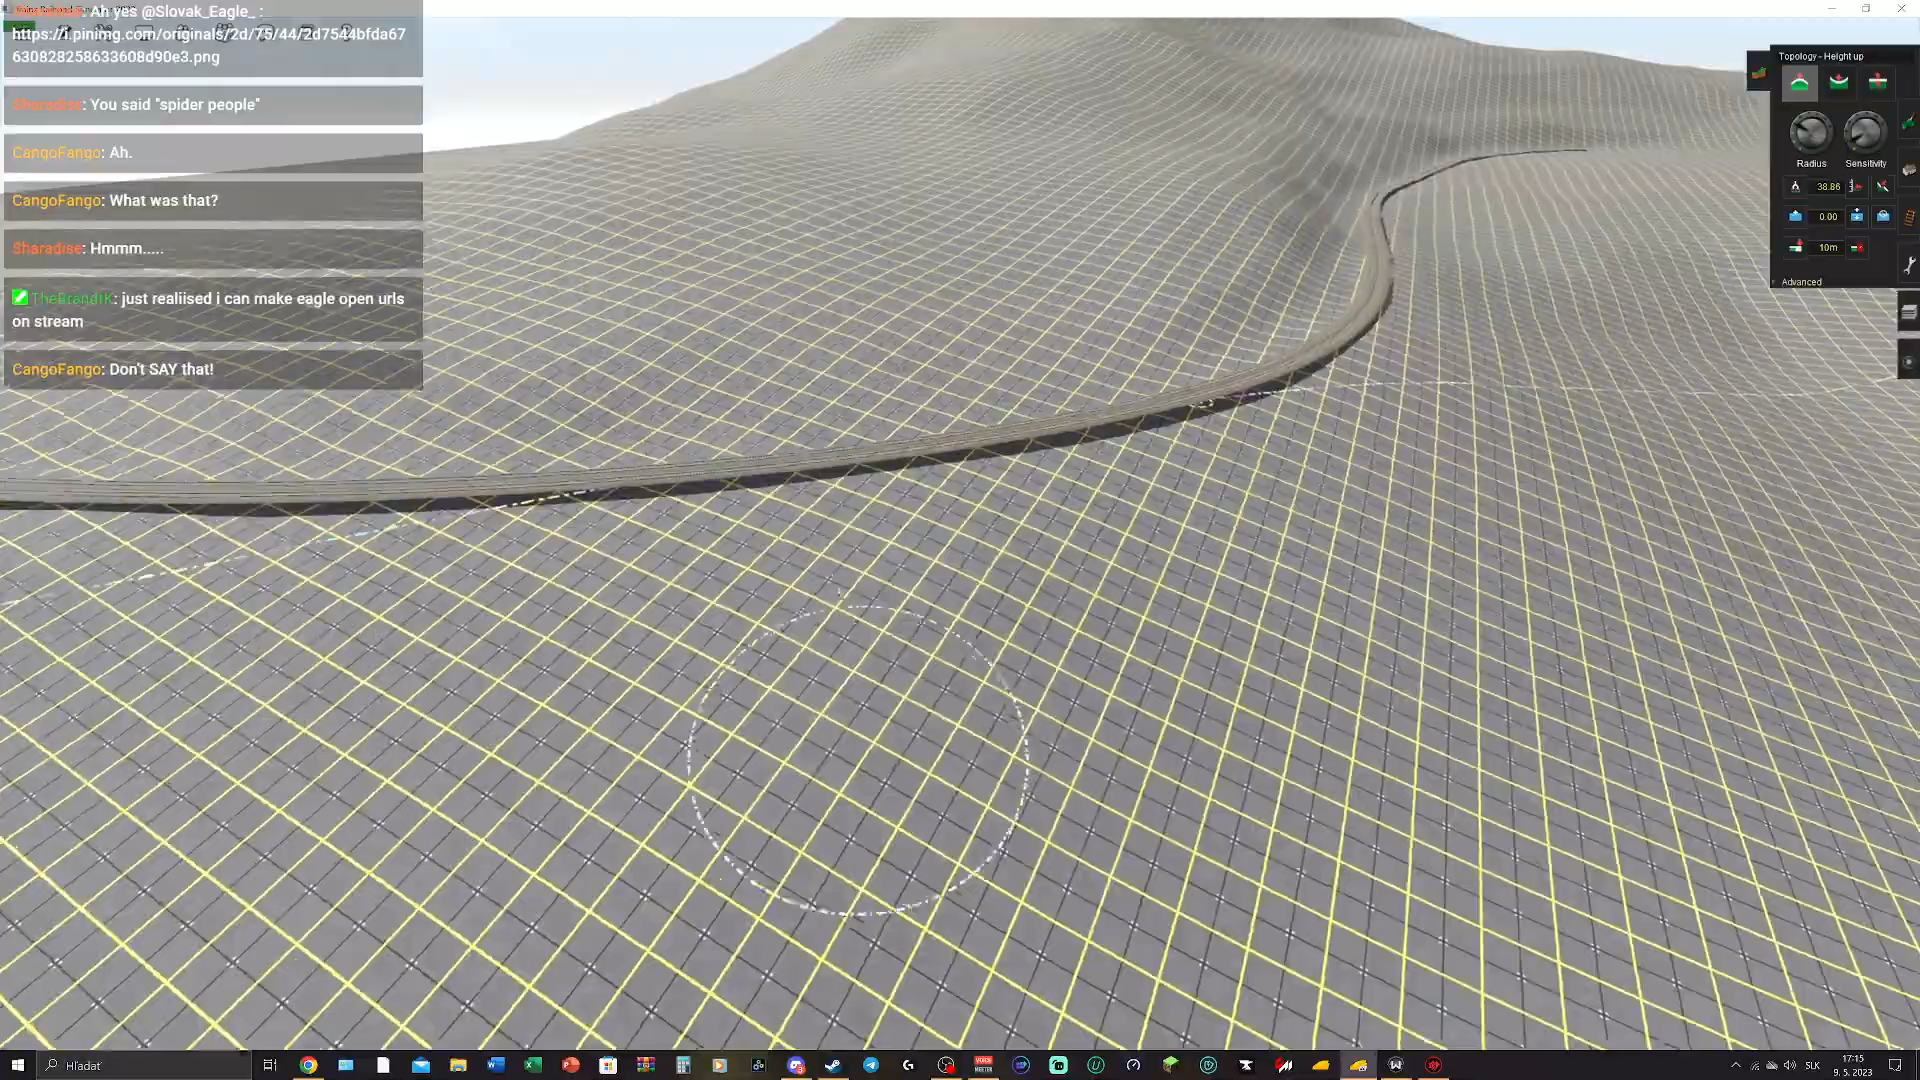 Sharadise: Ah yes @Slovak_Eagle_ :
https://i.pinimg.com/originals/2d/75/44/2d7544bfda67
630828258633608d90e3.png
Sharadise: You said "spider people"
CangoFango: Ah.
CangoFango: What was that?
Sharadise: Hmmm.....
TheBrandtK: just realiised i can make eagle open urls
on stream
CangoFango: Don't SAY that!
Topology - Height up
Radius
Sensitivity
38.86
0.00
10m
Advanced
Hľadať
SLK
17:15
9. 5. 2023